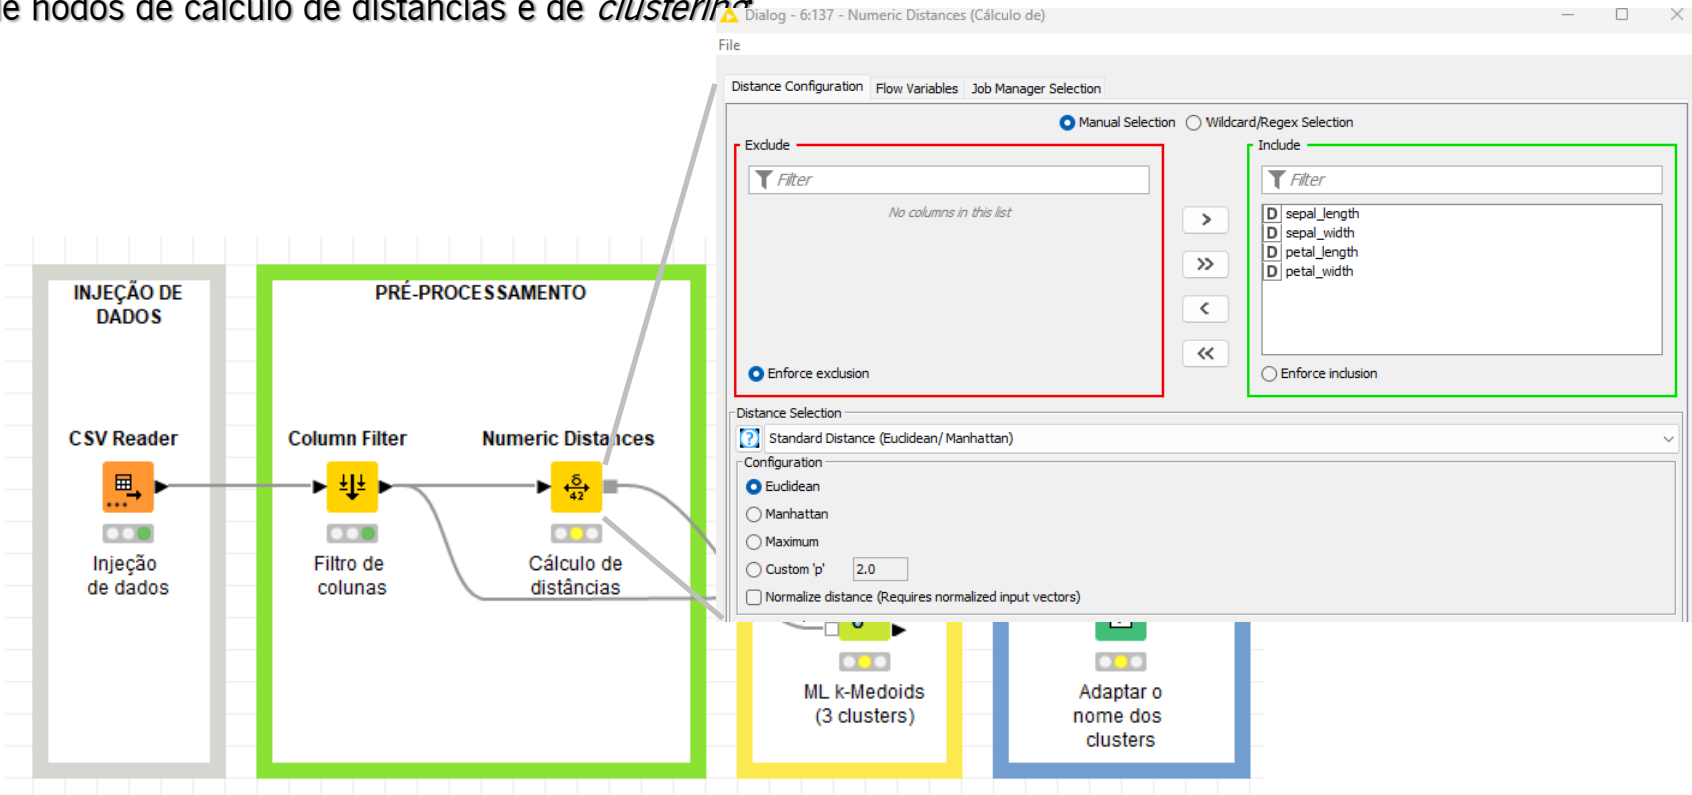 e nodos de cálculo de distâncias e de clustering
Dialog - 6:137 - Numeric Distances (Cálculo de)
File
Distance Configuration
Flow Variables
Job Manager Selection
Manual Selection
Wildcard/Regex Selection
Exclude
Include
Filter
Filter
No columns in this list
D sepal_length
D sepal_width
D petal_length
D petal_width
>
>>
<
<<
Enforce exclusion
Enforce inclusion
Distance Selection
? Standard Distance (Euclidean/Manhattan)
Configuration
Euclidean
Manhattan
Maximum
Custom 'p' 2.0
Normalize distance (Requires normalized input vectors)
INJEÇÃO DE
DADOS
PRÉ-PROCESSAMENTO
CSV Reader
Column Filter
Numeric Distances
δ
42
Injeção
de dados
Filtro de
colunas
Cálculo de
distâncias
ML k-Medoids
(3 clusters)
Adaptar o
nome dos
clusters